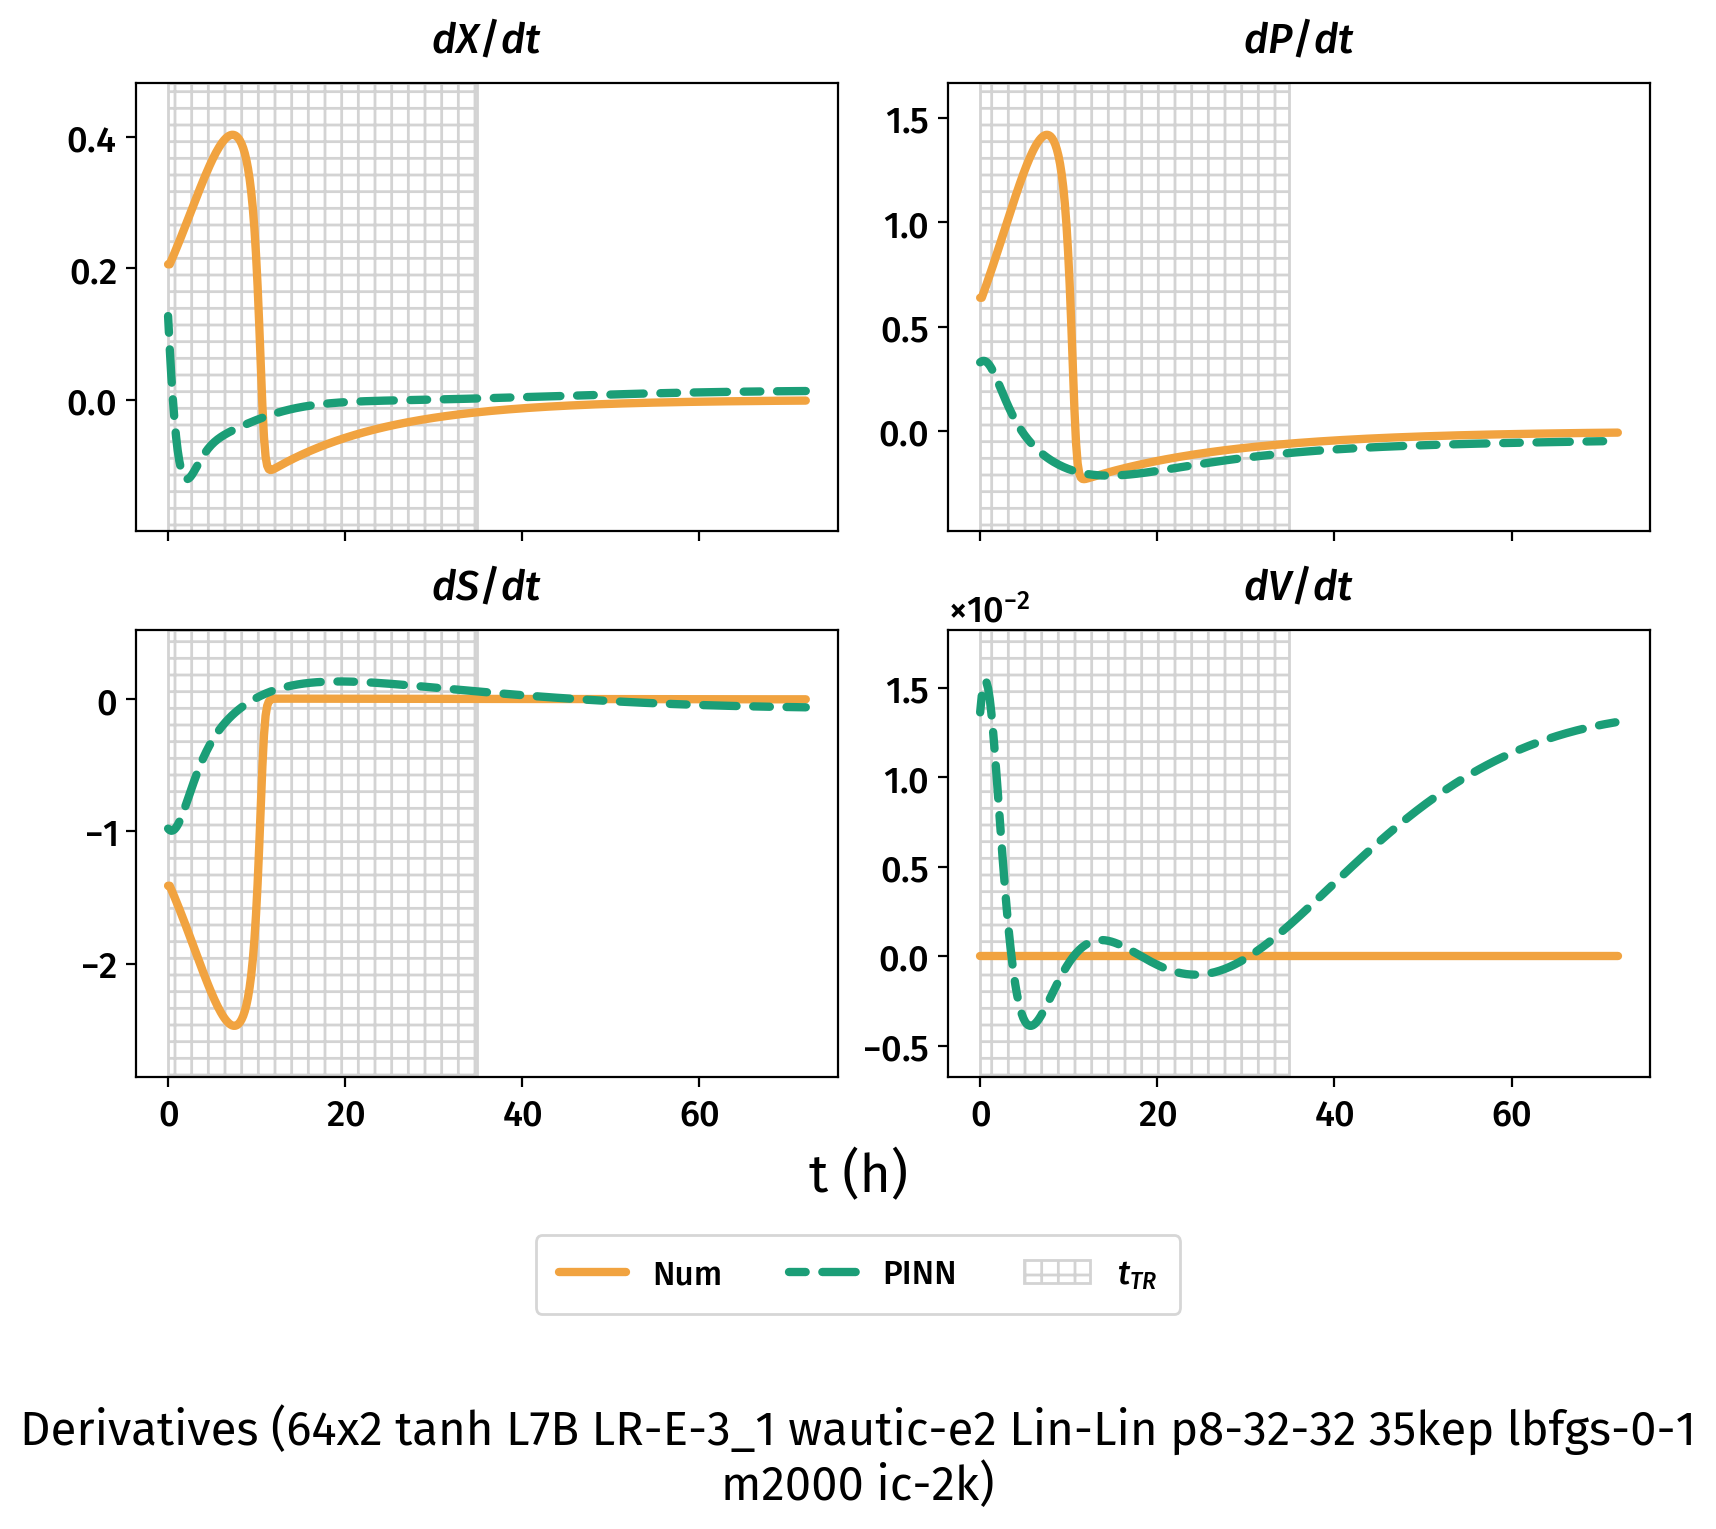 dX/dt
dP/dt
0.4
0.2
0.0
1.5
1.0
0.5
0.0
dS/dt
dV/dt
×10⁻²
0
−1
−2
1.5
1.0
0.5
0.0
−0.5
0 20 40 60
0 20 40 60
t (h)
Num PINN t_TR
Derivatives (64x2 tanh L7B LR-E-3_1 wautic-e2 Lin-Lin p8-32-32 35kep lbfgs-0-1
m2000 ic-2k)